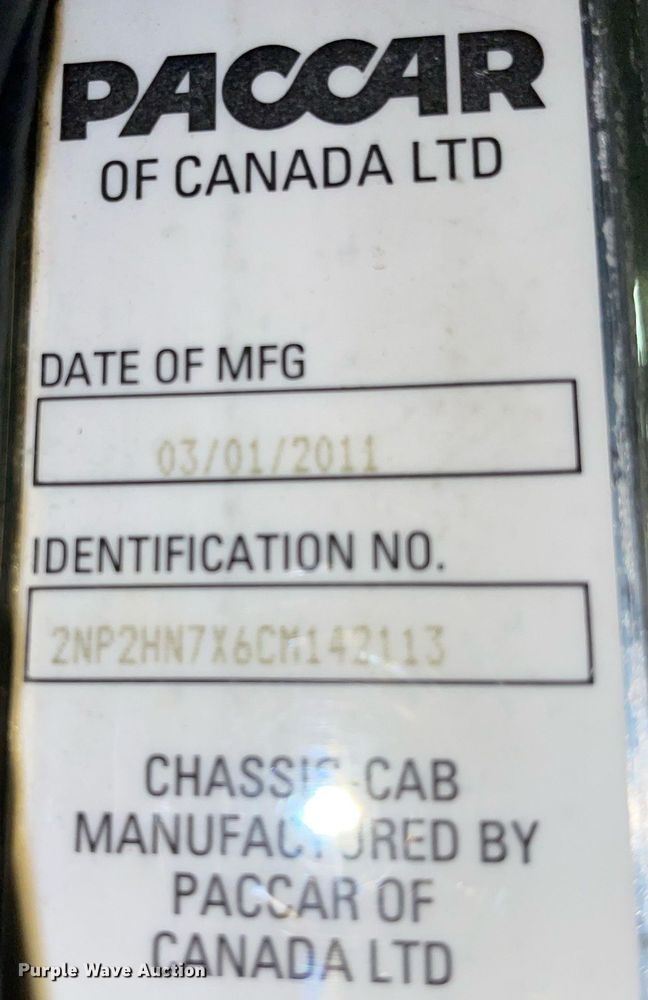 PACCAR
OF CANADA LTD
DATE OF MFG
03/01/2011
IDENTIFICATION NO.
2NP2HN7X6CM142113
CHASSIS-CAB
MANUFACTURED BY
PACCAR OF
CANADA LTD
Purple Wave Auction